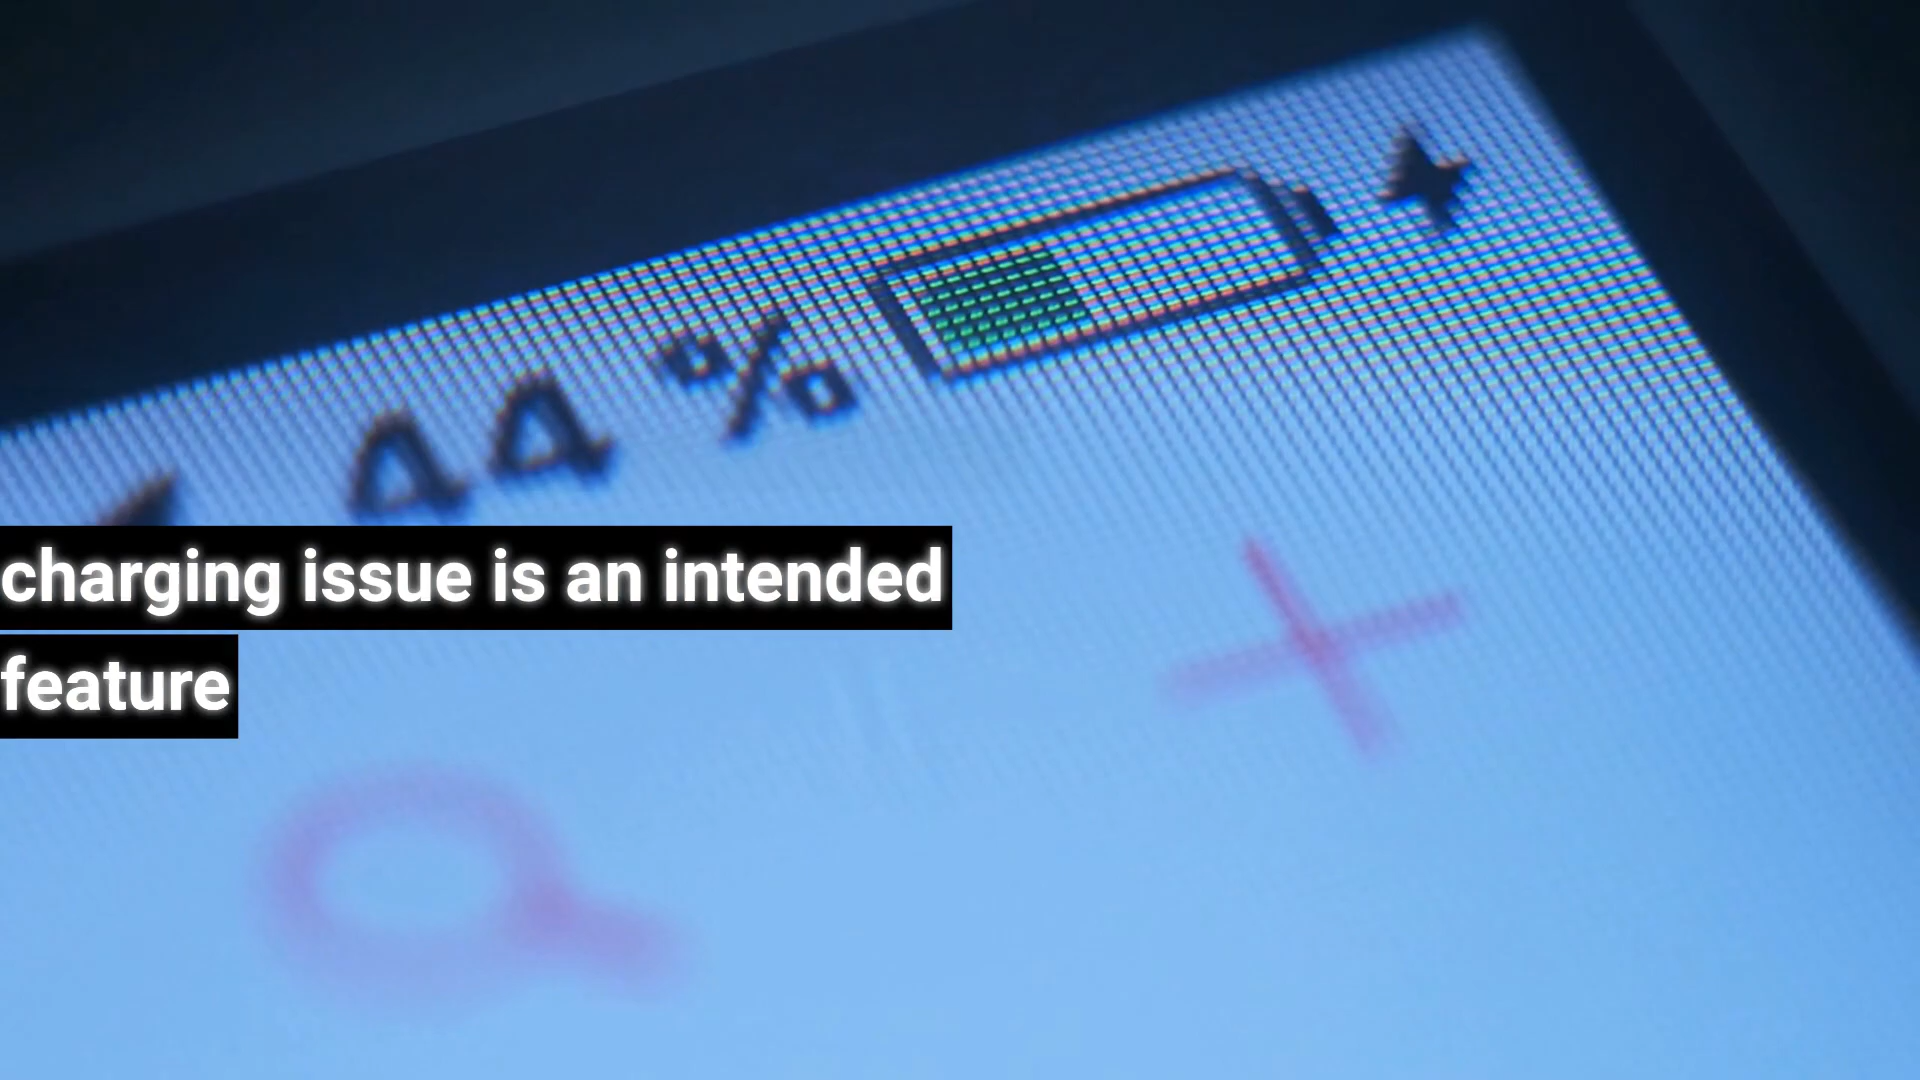 44 %
charging issue is an intended
feature